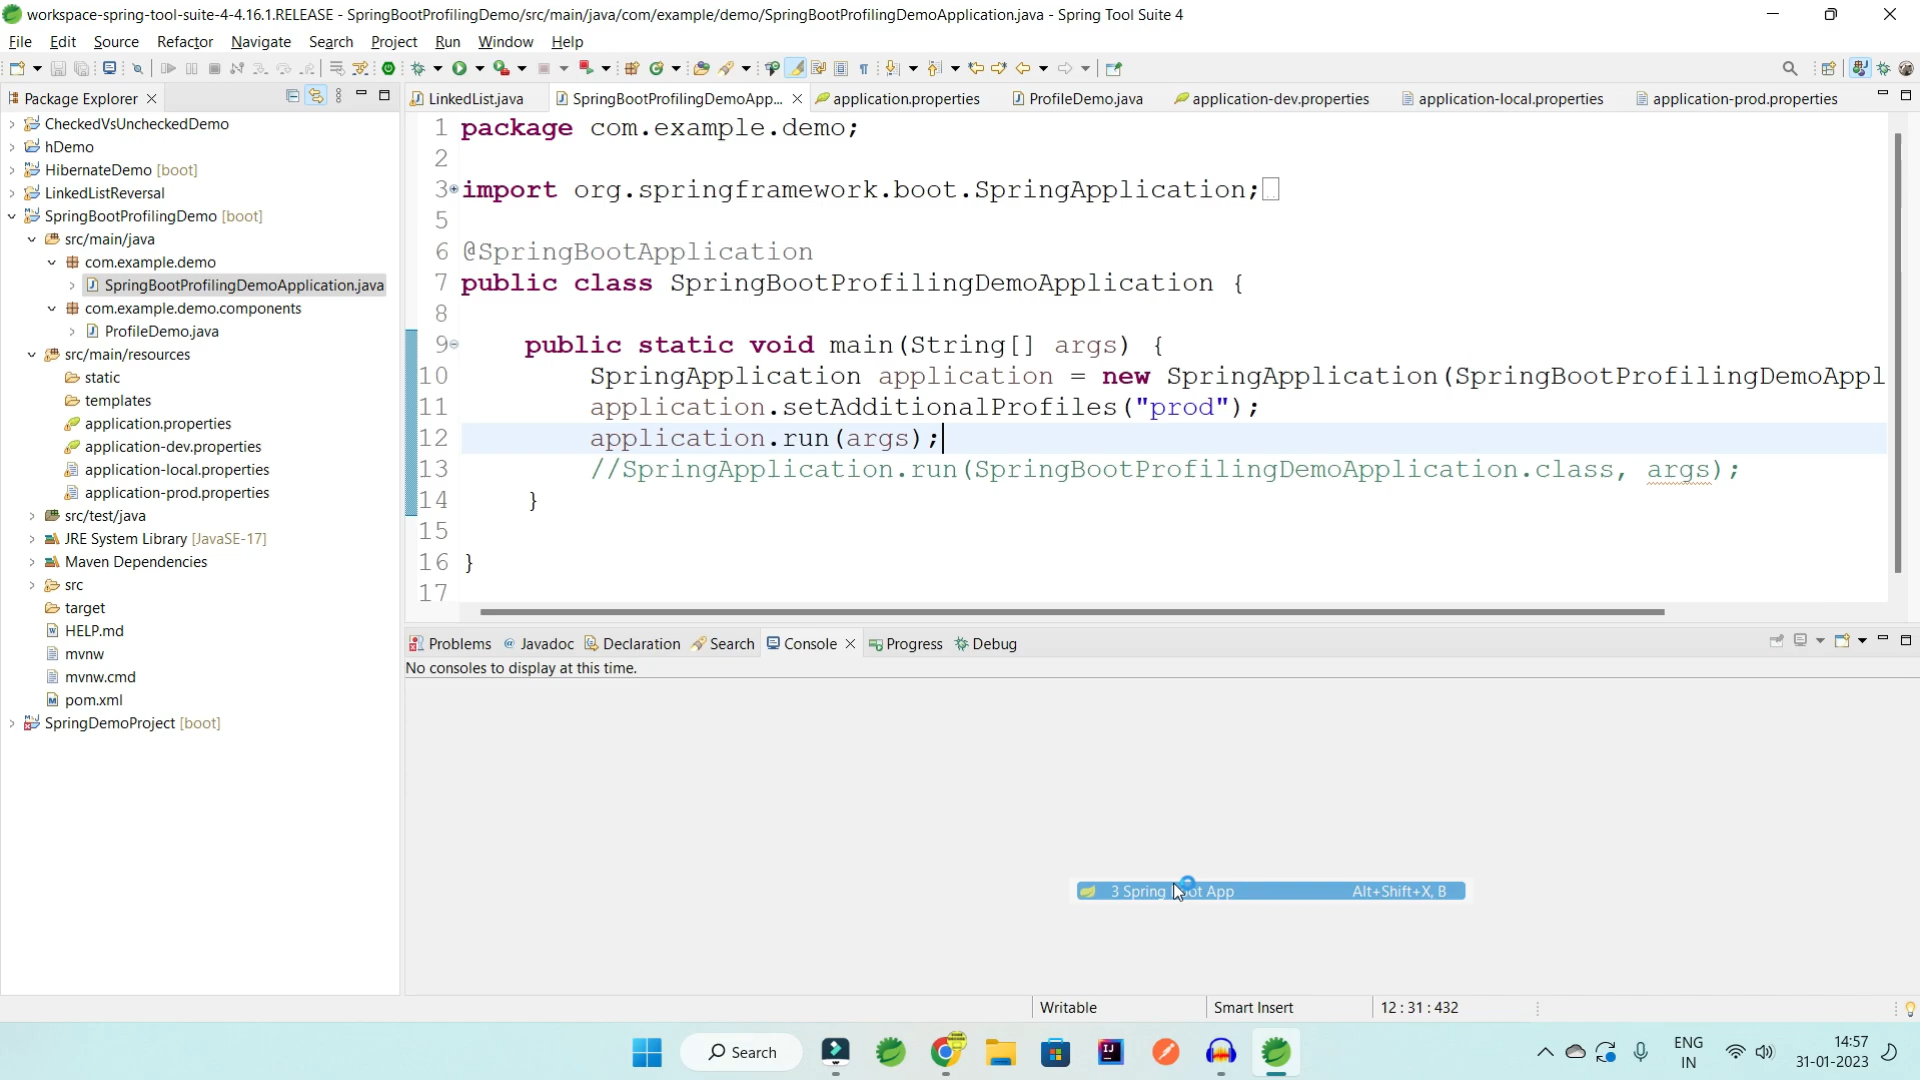 workspace-spring-tool-suite-4-4.16.1.RELEASE - SpringBootProfilingDemo/src/main/java/com/example/demo/SpringBootProfilingDemoApplication.java - Spring Tool Suite 4
File Edit Source Refactor Navigate Search Project Run Window Help
Package Explorer
LinkedList.java SpringBootProfilingDemoApp... application.properties ProfileDemo.java application-dev.properties application-local.properties application-prod.properties
CheckedVsUncheckedDemo
hDemo
HibernateDemo [boot]
LinkedListReversal
SpringBootProfilingDemo [boot]
src/main/java
com.example.demo
SpringBootProfilingDemoApplication.java
com.example.demo.components
ProfileDemo.java
src/main/resources
static
templates
application.properties
application-dev.properties
application-local.properties
application-prod.properties
src/test/java
JRE System Library [JavaSE-17]
Maven Dependencies
src
target
HELP.md
mvnw
mvnw.cmd
pom.xml
SpringDemoProject [boot]
1 package com.example.demo;
2
3 import org.springframework.boot.SpringApplication;
5
6 @SpringBootApplication
7 public class SpringBootProfilingDemoApplication {
8
9 public static void main(String[] args) {
10 SpringApplication application = new SpringApplication(SpringBootProfilingDemoAppl
11 application.setAdditionalProfiles("prod");
12 application.run(args);
13 //SpringApplication.run(SpringBootProfilingDemoApplication.class, args);
14 }
15
16 }
17
Problems Javadoc Declaration Search Console Progress Debug
No consoles to display at this time.
3 Spring Boot App Alt+Shift+X, B
Writable Smart Insert 12 : 31 : 432
Search
ENG
IN
14:57
31-01-2023